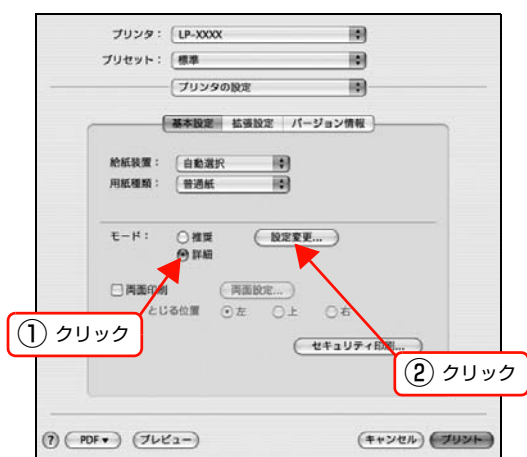 プリンタ： LP-XXXX
プリセット： 標準
プリンタの設定
基本設定 拡張設定 バージョン情報
給紙装置： 自動選択
用紙種類： 普通紙
モード： 推奨 設定変更...
詳細
両面印刷 両面設定...
とじる位置 左 上 右
① クリック
セキュリティ印刷...
② クリック
? PDF▼ プレビュー キャンセル プリント